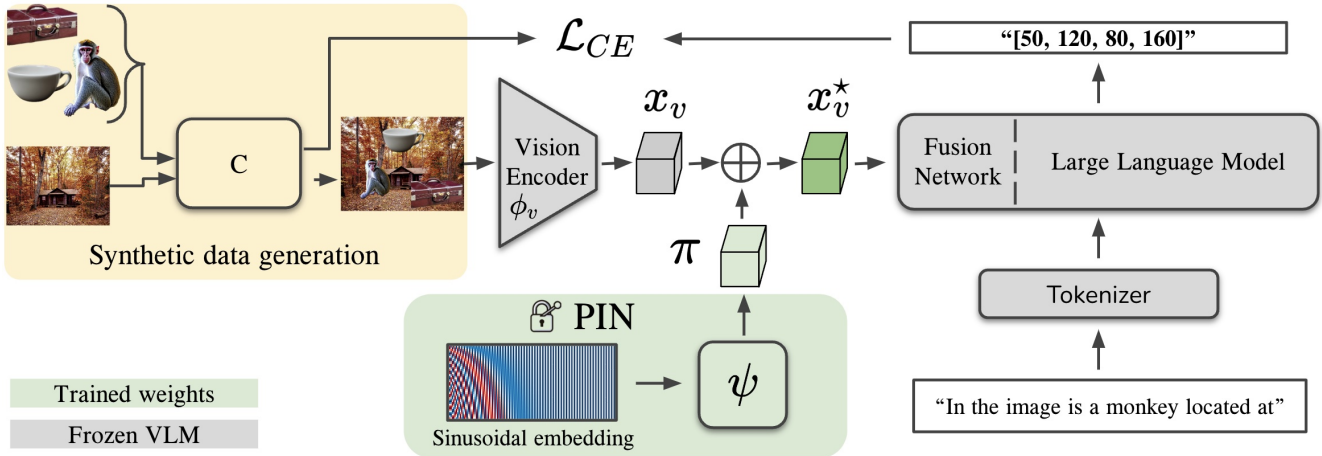 ℒ_CE
“[50, 120, 80, 160]”
C
Vision
Encoder
ϕ_v
x_v
x_v^⋆
Fusion
Network
Large Language Model
Synthetic data generation
π
Tokenizer
PIN
ψ
Sinusoidal embedding
“In the image is a monkey located at”
Trained weights
Frozen VLM